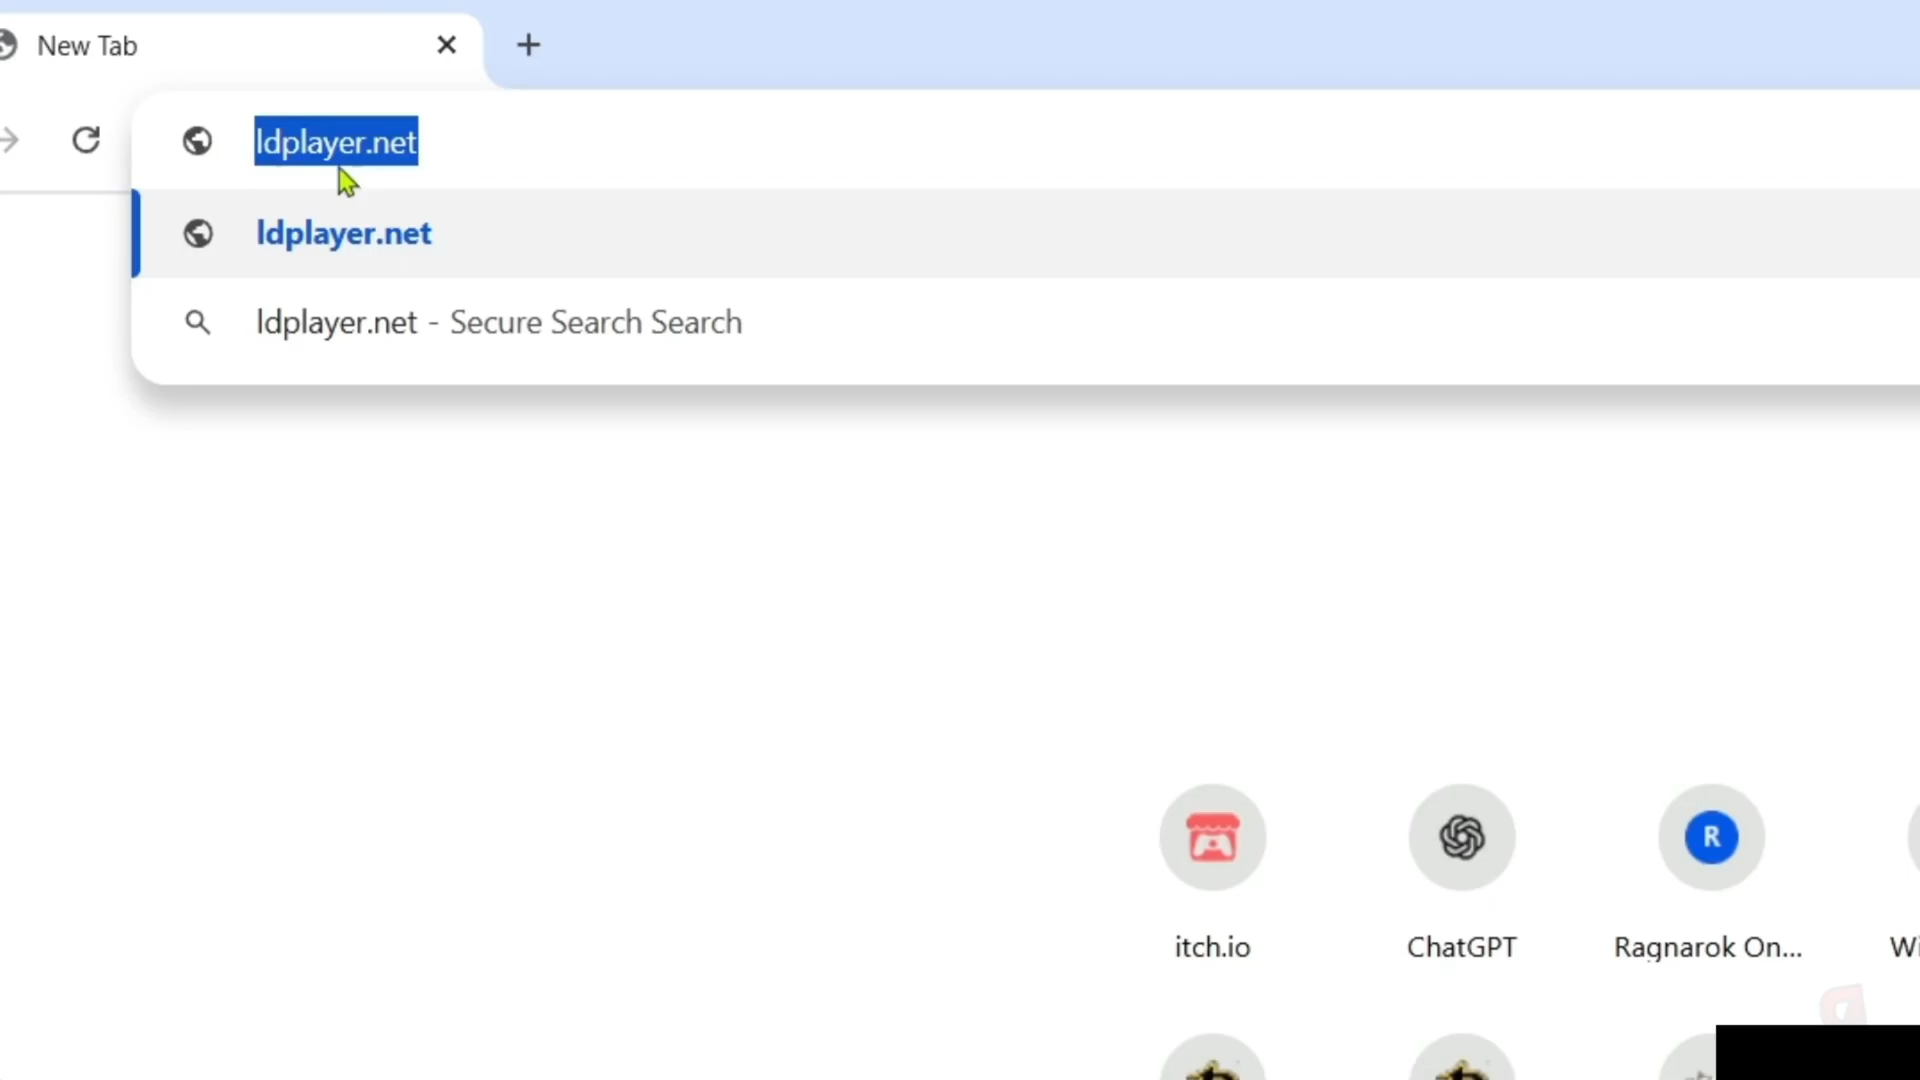 New Tab
ldplayer.net
ldplayer.net
ldplayer.net - Secure Search Search
R
itch.io
ChatGPT
Ragnarok On...